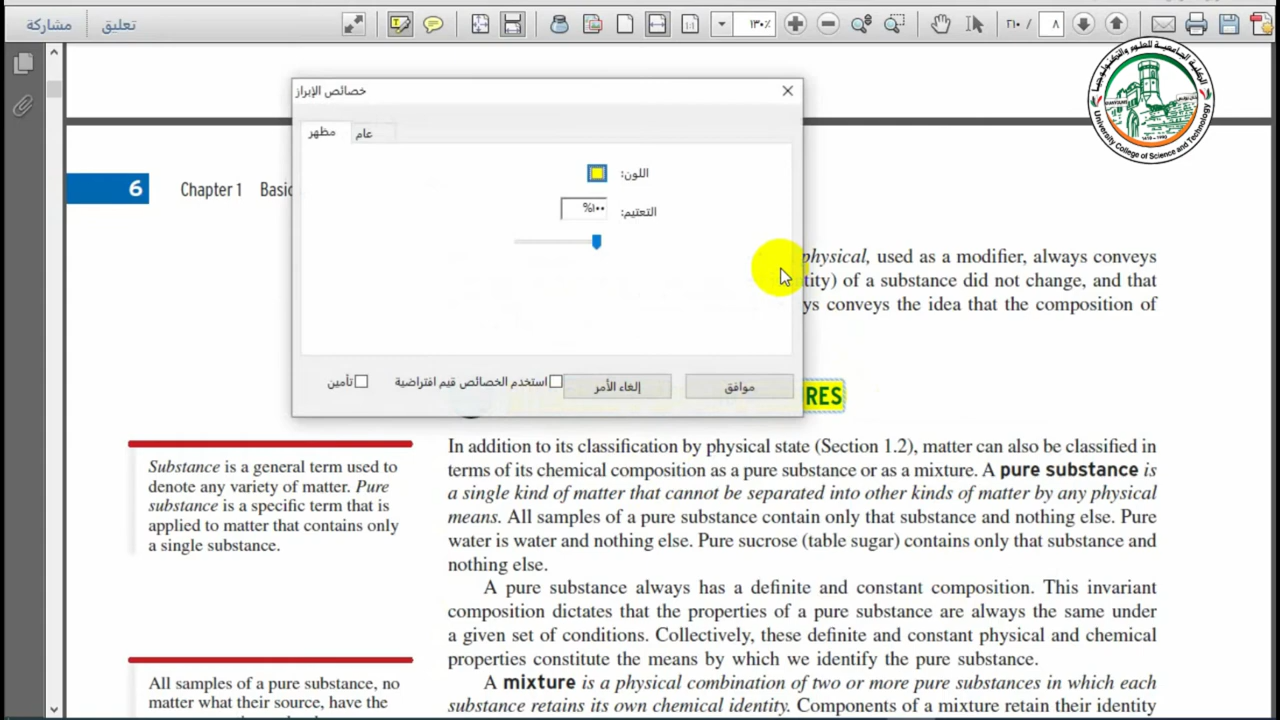 مشاركة
تعليق
١٣٠٪
٢١٠ /
٨
1:1
خصائص الإبراز
مظهر
عام
اللون:
التعتيم:
%١٠٠
تأمين
استخدم الخصائص قيم افتراضية
إلغاء الأمر
موافق
الكلية الجامعية للعلوم والتكنولوجيا
University College of Science and Technology
6 Chapter 1 Basic
physical, used as a modifier, always conveys
tity) of a substance did not change, and that
ys conveys the idea that the composition of
RES
Substance is a general term used to
denote any variety of matter. Pure
substance is a specific term that is
applied to matter that contains only
a single substance.
In addition to its classification by physical state (Section 1.2), matter can also be classified in
terms of its chemical composition as a pure substance or as a mixture. A pure substance is
a single kind of matter that cannot be separated into other kinds of matter by any physical
means. All samples of a pure substance contain only that substance and nothing else. Pure
water is water and nothing else. Pure sucrose (table sugar) contains only that substance and
nothing else.
A pure substance always has a definite and constant composition. This invariant
composition dictates that the properties of a pure substance are always the same under
a given set of conditions. Collectively, these definite and constant physical and chemical
properties constitute the means by which we identify the pure substance.
A mixture is a physical combination of two or more pure substances in which each
substance retains its own chemical identity. Components of a mixture retain their identity
All samples of a pure substance, no
matter what their source, have the